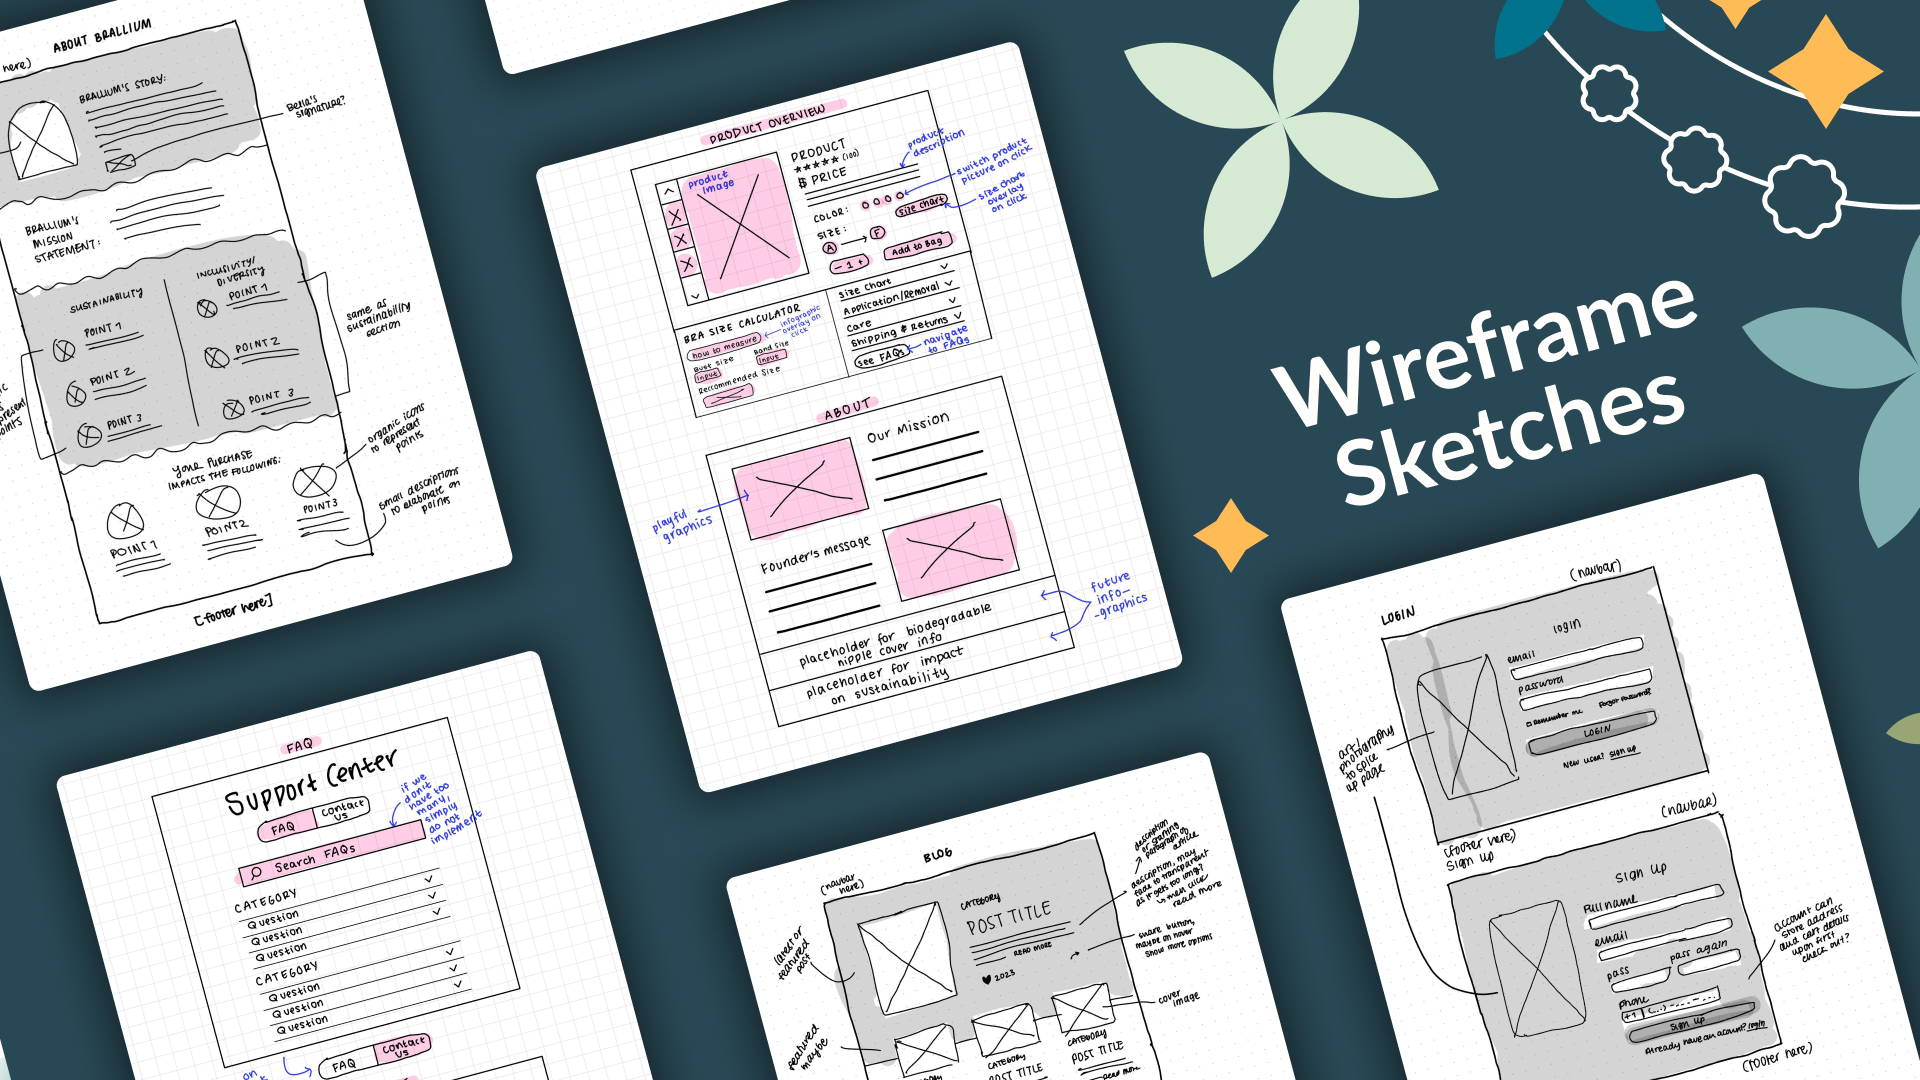 Wireframe
Sketches
ABOUT BRALLIUM
here)
BRALLIUM'S STORY:
Bella's
signature?
BRALLIUM'S
MISSION
STATEMENT:
SUSTAINABILITY
POINT 1
POINT 2
POINT 3
INCLUSIVITY/
DIVERSITY
POINT 1
POINT 2
POINT 3
same as
sustainability
section
YOUR PURCHASE
IMPACTS THE FOLLOWING:
POINT 1
POINT 2
POINT 3
organic icons
to represent
points
small descriptions
to elaborate on
points
[footer here]
PRODUCT OVERVIEW
product
image
PRODUCT
★★★★★ (100)
$ PRICE
product
description
COLOR:
switch product
picture on click
size chart
size chart
overlay
on click
SIZE:
A
F
- 1 +
Add to Bag
BRA SIZE CALCULATOR
how to measure
infographic
overlay on
click
Bust Size
Input
Band Size
Input
Reccommended Size
Size chart
Application/Removal
Care
Shipping & Returns
see FAQs
navigate
to FAQs
ABOUT
Our Mission
playful
graphics
Founder's message
future
info-
-graphics
placeholder for biodegradable
nipple cover info
placeholder for impact
on sustainability
FAQ
Support Center
FAQ
Contact
Us
if we
don't
have too
many,
simply
do not
implement
Search FAQs
CATEGORY
Question
Question
Question
CATEGORY
Question
Question
Question
FAQ
Contact
Us
on
BLOG
(navbar
here)
CATEGORY
POST TITLE
READ MORE
2023
latest or
featured
post
description
or starting
paragraph of
article
description, may
fade to transparent
as it gets too long?
then click
read more
share button,
maybe on hover
show more options
cover
image
featured
maybe
CATEGORY
POST TITLE
CATEGORY
POST TITLE
Read more
LOGIN
(navbar)
login
email
password
Remember me
Forgot Password?
LOGIN
New user? Sign up
art/
photography
to spice
up page
(footer here)
Sign Up
(navbar)
Sign Up
Full name
email
pass
pass again
phone
+1
Sign Up
Already have an acount? login
account can
store address
and cart details
upon first
check out?
(footer here)